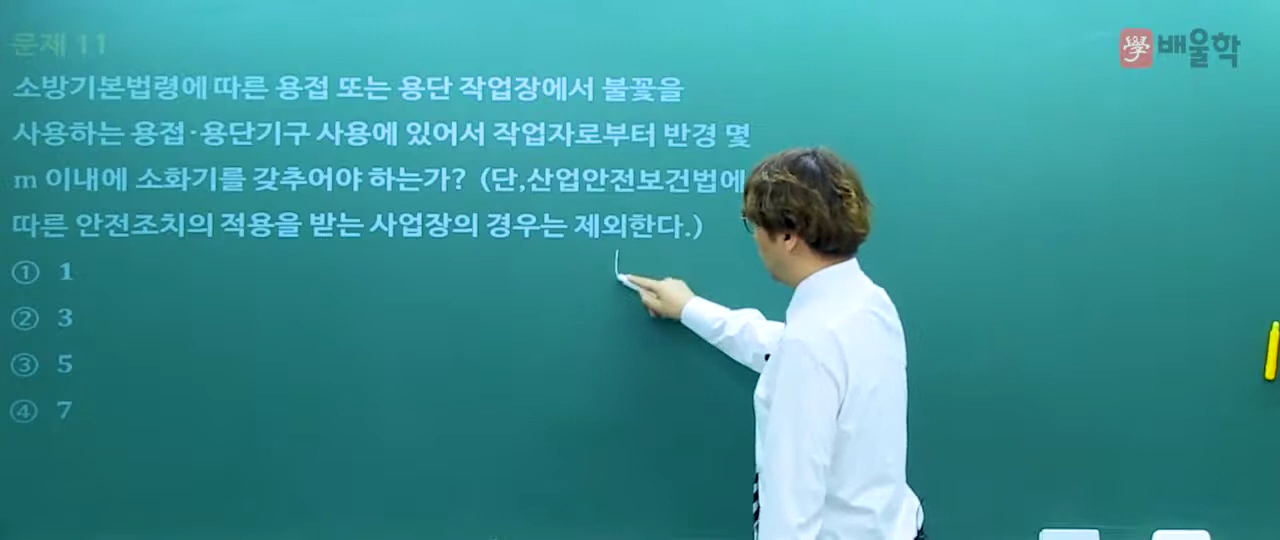 문제 11
學 배울학
소방기본법령에 따른 용접 또는 용단 작업장에서 불꽃을
사용하는 용접·용단기구 사용에 있어서 작업자로부터 반경 몇
m 이내에 소화기를 갖추어야 하는가? (단,산업안전보건법에
따른 안전조치의 적용을 받는 사업장의 경우는 제외한다.)
① 1
② 3
③ 5
④ 7